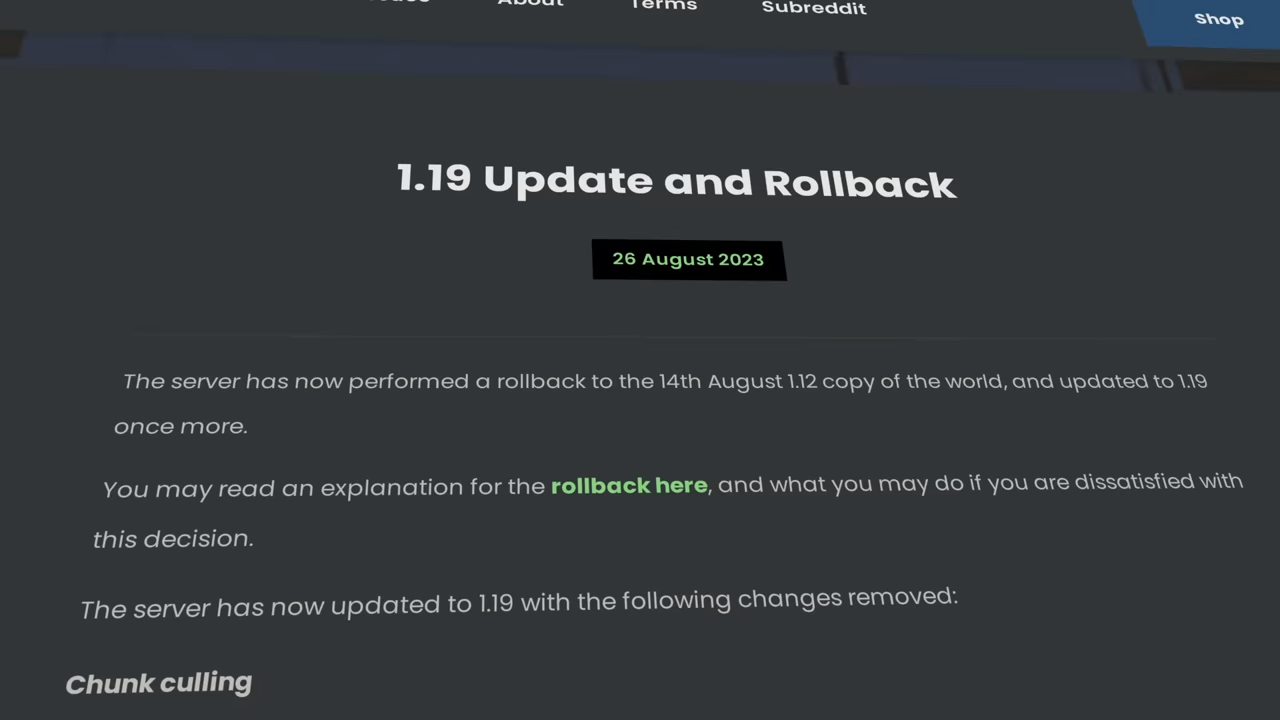 About Terms Subreddit Shop
1.19 Update and Rollback
26 August 2023
The server has now performed a rollback to the 14th August 1.12 copy of the world, and updated to 1.19
once more.
You may read an explanation for the rollback here, and what you may do if you are dissatisfied with
this decision.
The server has now updated to 1.19 with the following changes removed:
Chunk culling